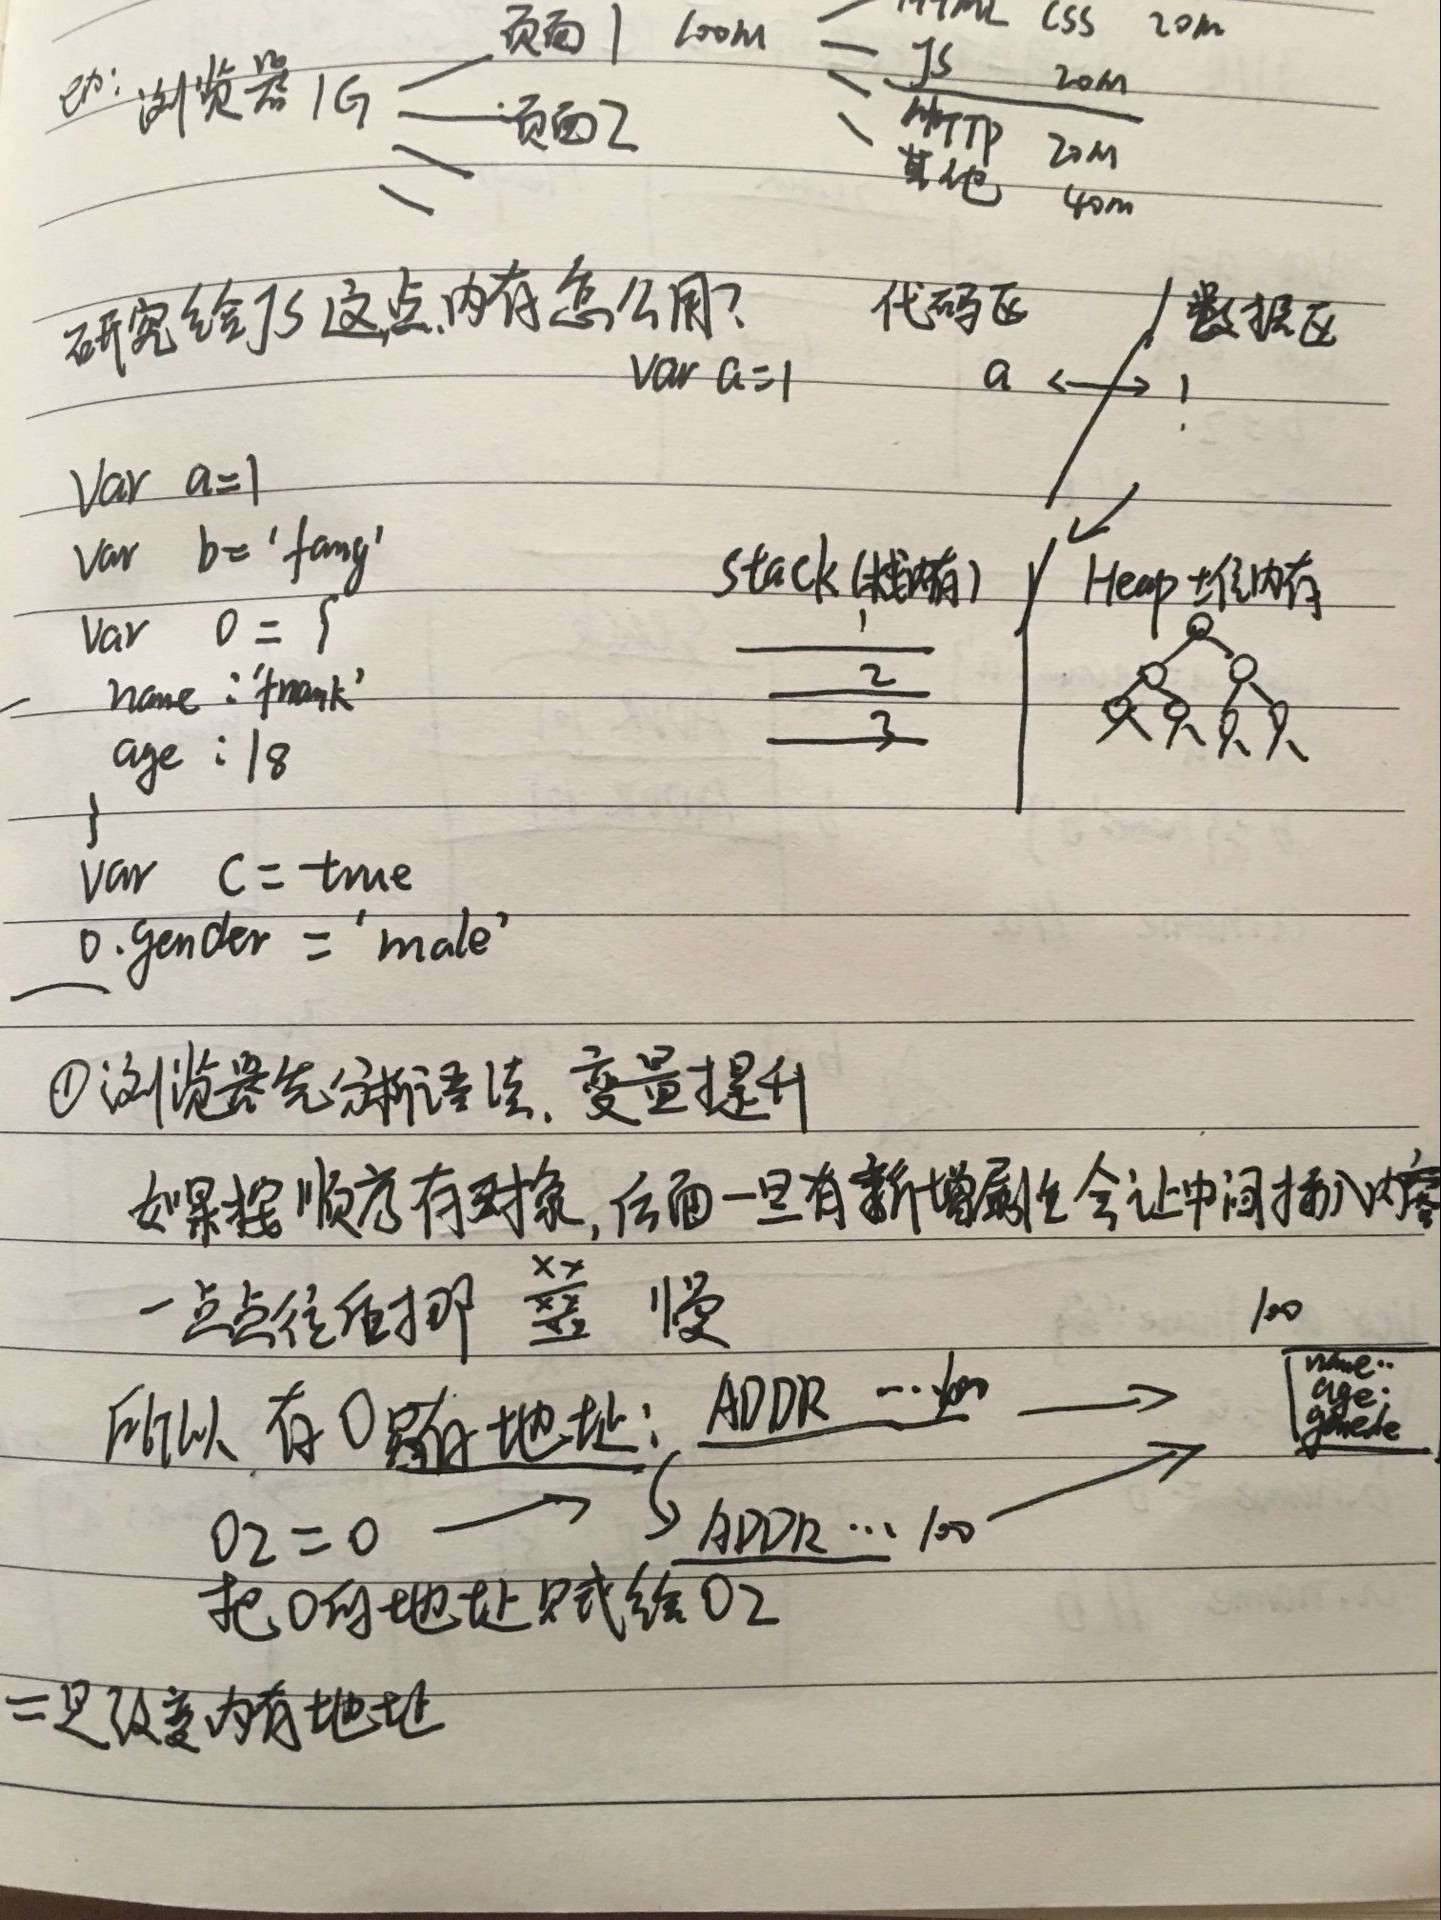 页面1 100m HTML CSS 20m
浏览器 1G JS 20m
页面2 HTTP 20M
其他 40m
研究给JS这点内存怎么用? 代码区 数据区
var a=1 a 1
var a=1
var b='fang'
stack(栈内存) Heap 堆内存
var o={
1
name:'frank'
2
age:18
3
}
var c=true
o.gender='male'
①浏览器先分析语法、变量提升
如果按顺序存对象,后面一旦有新增属性会让中间插入内容
一点点往后挪 xx xx 慢
100
name..
age:
所以存O只存地址: ADDR ...100
O2=O ADDR...100
把O的地址赋给O2
=是改变内存地址